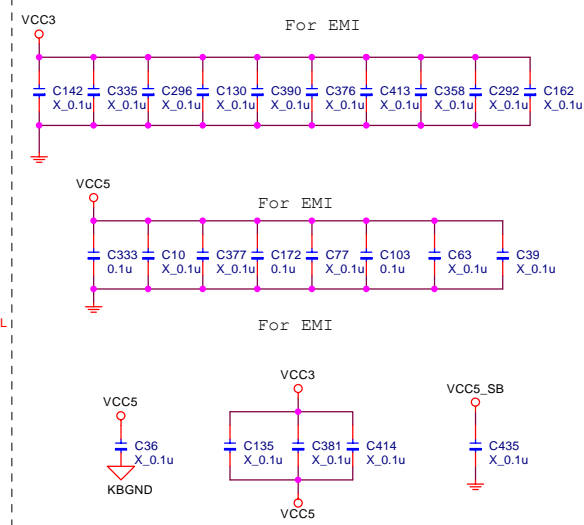 VCC3
For EMI
C142 C335 C296 C130 C390 C376 C413 C358 C292 C162
X_0.1u X_0.1u X_0.1u X_0.1u X_0.1u X_0.1u X_0.1u X_0.1u X_0.1u X_0.1u
VCC5
For EMI
C333 C10 C377 C172 C77 C103 C63 C39
0.1u X_0.1u X_0.1u 0.1u X_0.1u 0.1u X_0.1u X_0.1u
L
For EMI
VCC5
VCC3
VCC5_SB
C36 C135 C381 C414 C435
X_0.1u X_0.1u X_0.1u X_0.1u X_0.1u
KBGND
VCC5